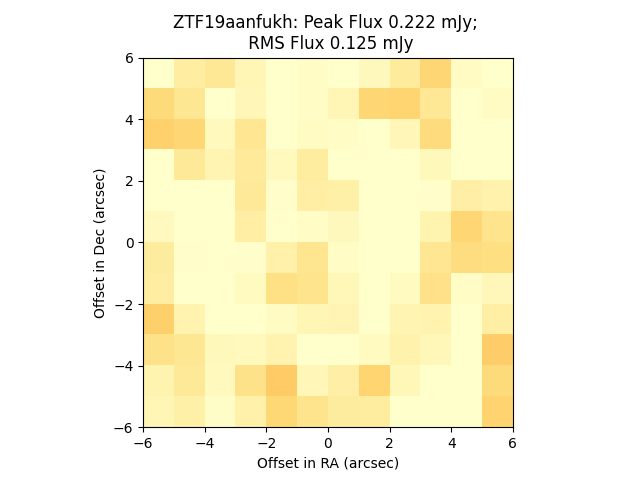 ZTF19aanfukh: Peak Flux 0.222 mJy;
RMS Flux 0.125 mJy
6
4
2
0
−2
−4
−6
Offset in Dec (arcsec)
−6 −4 −2 0 2 4 6
Offset in RA (arcsec)